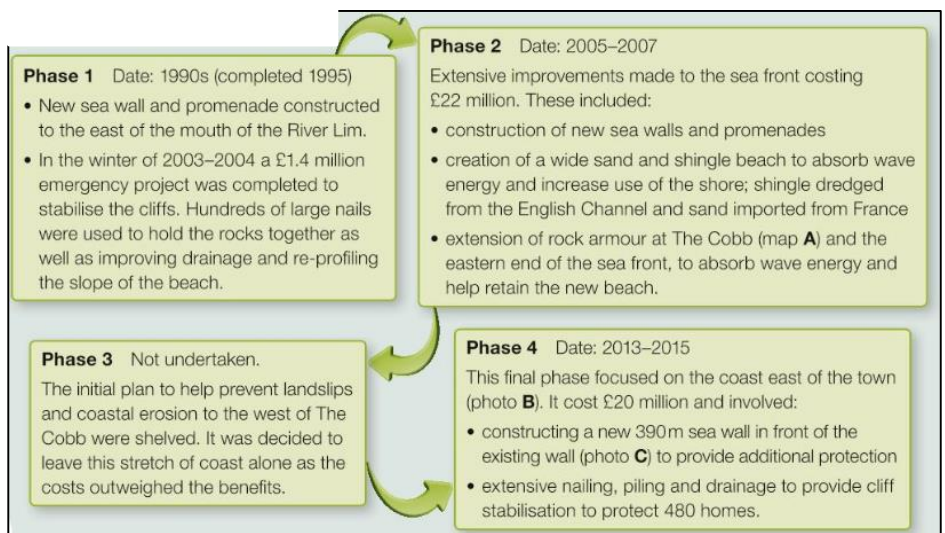 Phase 1 Date: 1990s (completed 1995)
• New sea wall and promenade constructed
to the east of the mouth of the River Lim.
• In the winter of 2003–2004 a £1.4 million
emergency project was completed to
stabilise the cliffs. Hundreds of large nails
were used to hold the rocks together as
well as improving drainage and re-profiling
the slope of the beach.
Phase 2 Date: 2005–2007
Extensive improvements made to the sea front costing
£22 million. These included:
• construction of new sea walls and promenades
• creation of a wide sand and shingle beach to absorb wave
energy and increase use of the shore; shingle dredged
from the English Channel and sand imported from France
• extension of rock armour at The Cobb (map A) and the
eastern end of the sea front, to absorb wave energy and
help retain the new beach.
Phase 3 Not undertaken.
The initial plan to help prevent landslips
and coastal erosion to the west of The
Cobb were shelved. It was decided to
leave this stretch of coast alone as the
costs outweighed the benefits.
Phase 4 Date: 2013–2015
This final phase focused on the coast east of the town
(photo B). It cost £20 million and involved:
• constructing a new 390 m sea wall in front of the
existing wall (photo C) to provide additional protection
• extensive nailing, piling and drainage to provide cliff
stabilisation to protect 480 homes.